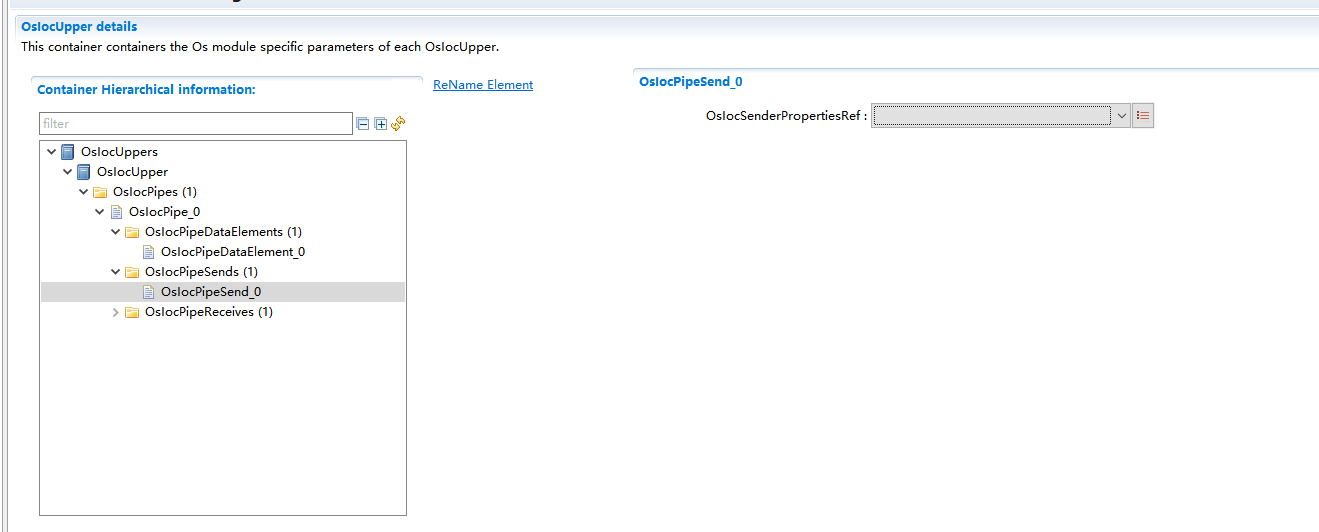 OsIocUpper details
This container containers the Os module specific parameters of each OsIocUpper.
Container Hierarchical information:
ReName Element
OsIocPipeSend_0
filter
OsIocSenderPropertiesRef :
OsIocUppers
OsIocUpper
OsIocPipes (1)
OsIocPipe_0
OsIocPipeDataElements (1)
OsIocPipeDataElement_0
OsIocPipeSends (1)
OsIocPipeSend_0
OsIocPipeReceives (1)